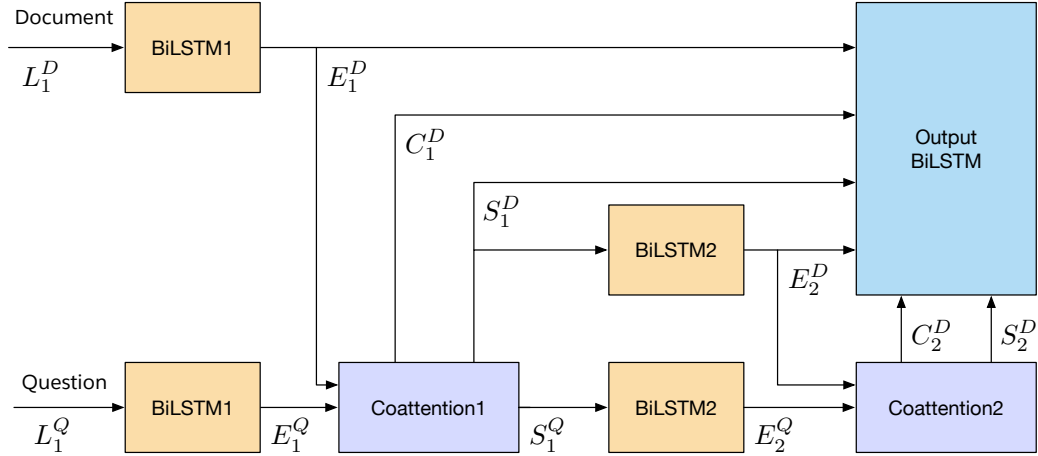 Document
BiLSTM1
$L_1^D$
$E_1^D$
$C_1^D$
Output
BiLSTM
$S_1^D$
BiLSTM2
$E_2^D$
$C_2^D$
$S_2^D$
Question
BiLSTM1
Coattention1
BiLSTM2
Coattention2
$L_1^Q$
$E_1^Q$
$S_1^Q$
$E_2^Q$